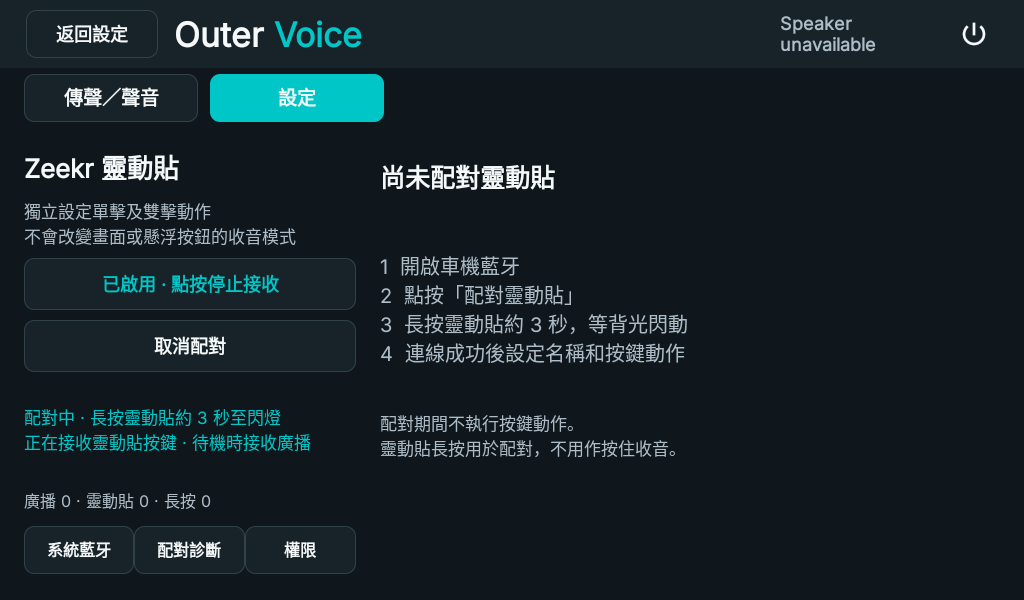 返回設定
Outer Voice
Speaker
unavailable
傳聲／聲音
設定
Zeekr 靈動貼
獨立設定單擊及雙擊動作
不會改變畫面或懸浮按鈕的收音模式
已啟用 · 點按停止接收
取消配對
配對中 · 長按靈動貼約 3 秒至閃燈
正在接收靈動貼按鍵 · 待機時接收廣播
廣播 0 · 靈動貼 0 · 長按 0
系統藍牙
配對診斷
權限
尚未配對靈動貼
1 開啟車機藍牙
2 點按「配對靈動貼」
3 長按靈動貼約 3 秒，等背光閃動
4 連線成功後設定名稱和按鍵動作
配對期間不執行按鍵動作。
靈動貼長按用於配對，不用作按住收音。